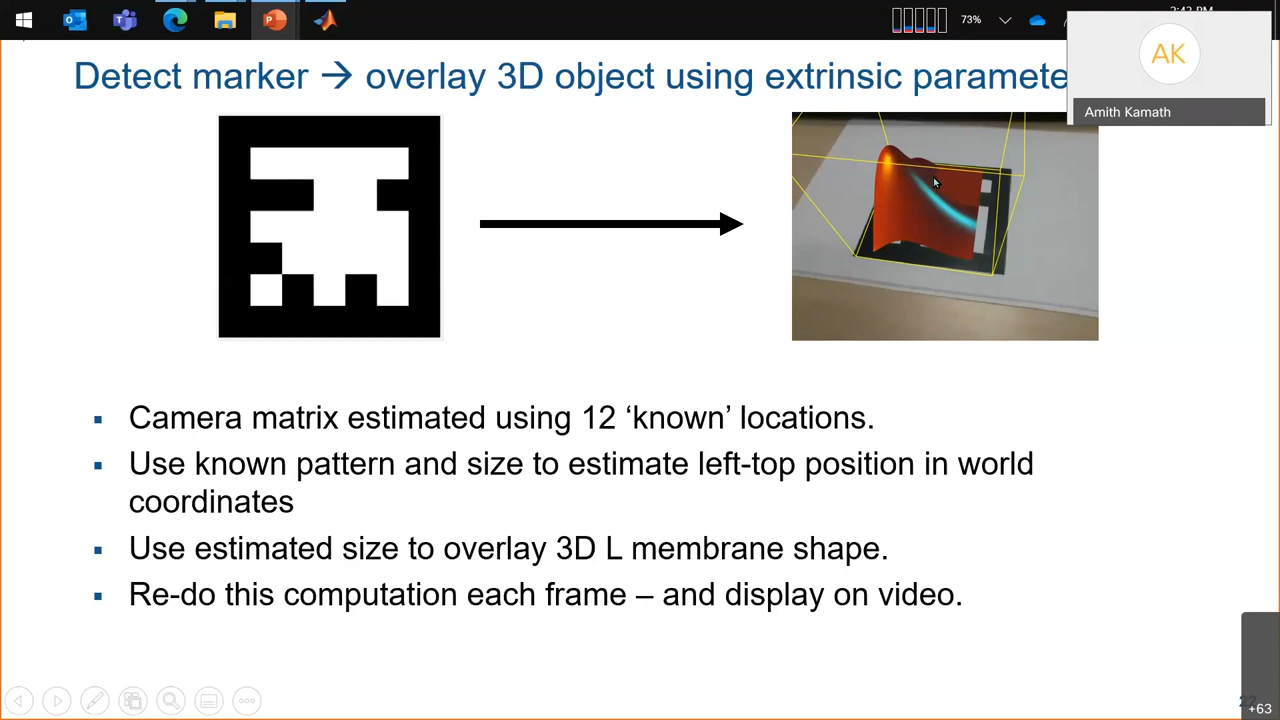 73%
AK
Amith Kamath
Detect marker → overlay 3D object using extrinsic paramete
Camera matrix estimated using 12 ‘known’ locations.
Use known pattern and size to estimate left-top position in world
coordinates
Use estimated size to overlay 3D L membrane shape.
Re-do this computation each frame – and display on video.
+63